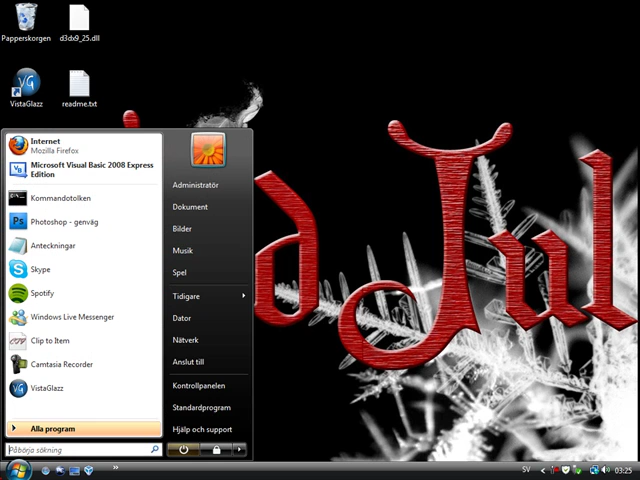 Papperskorgen
d3dx9_25.dll
VistaGlazz
readme.txt
d Jul
Internet
Mozilla Firefox
Microsoft Visual Basic 2008 Express
Edition
Kommandotolken
Photoshop - genväg
Anteckningar
Skype
Spotify
Windows Live Messenger
Clip to Item
Camtasia Recorder
VistaGlazz
Alla program
Påbörja sökning
Administratör
Dokument
Bilder
Musik
Spel
Tidigare
Dator
Nätverk
Anslut till
Kontrollpanelen
Standardprogram
Hjälp och support
SV
03:25